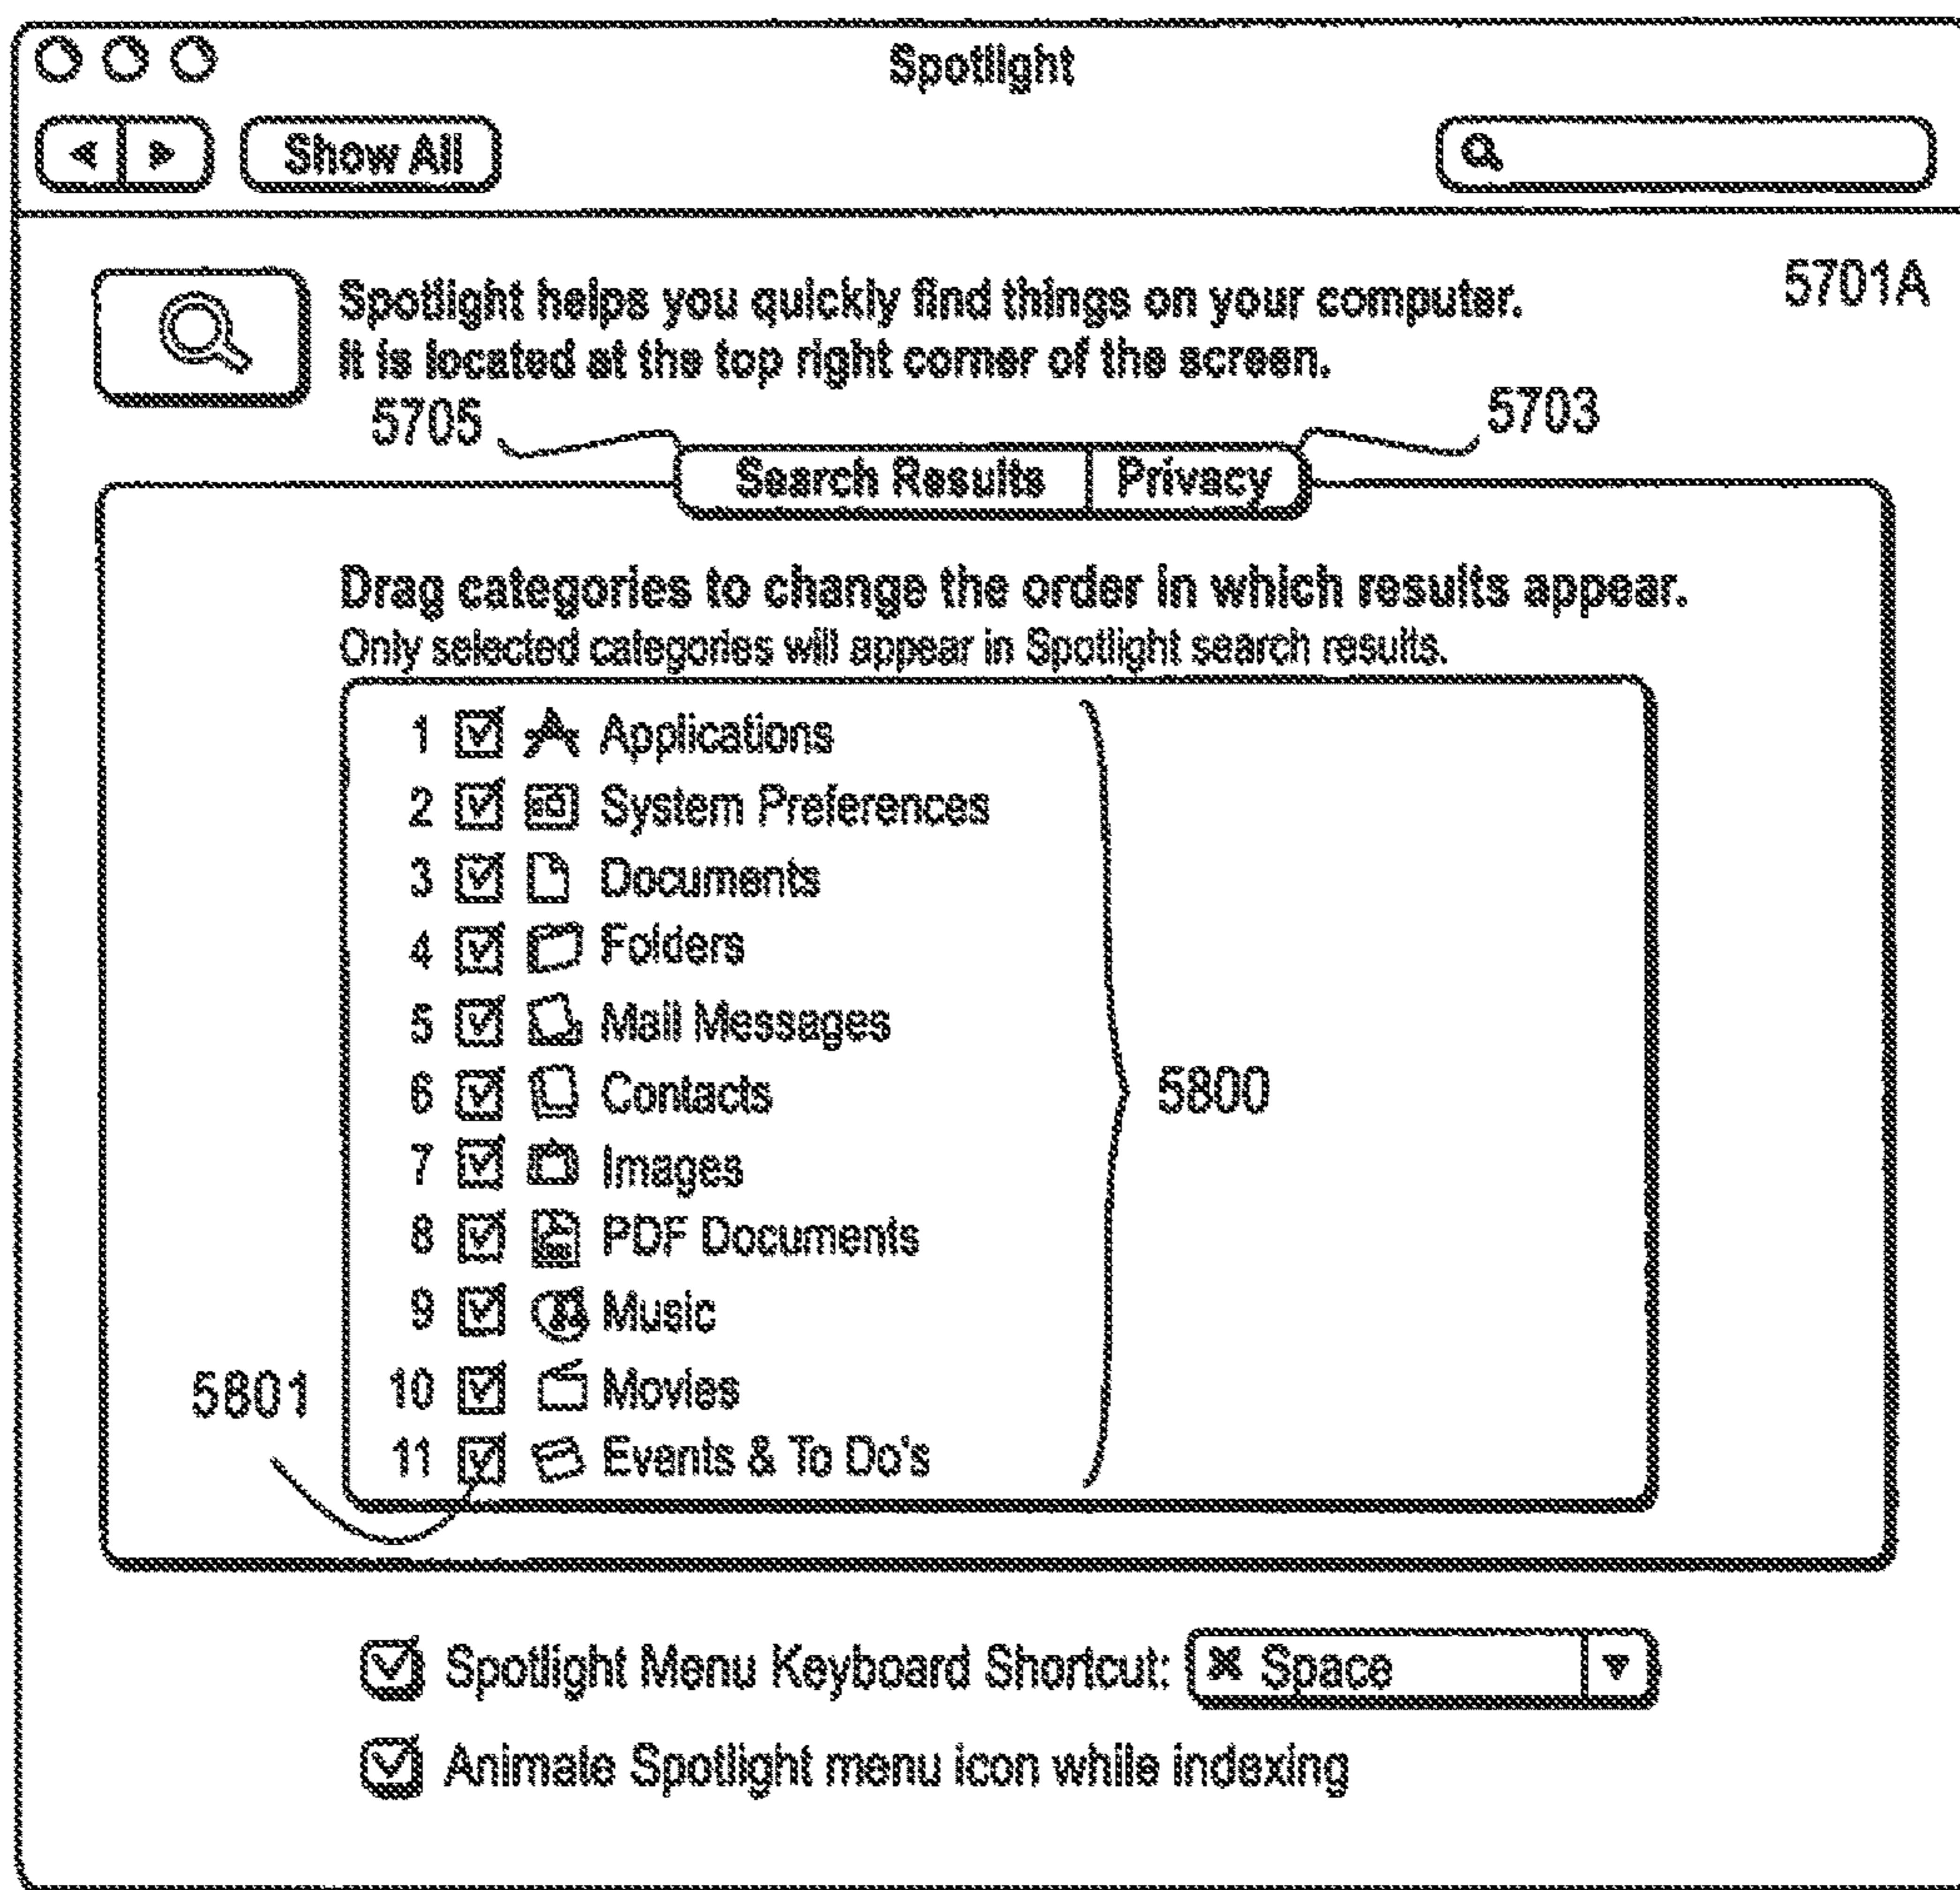 Spotlight
Show All
5701A
Spotlight helps you quickly find things on your computer.
It is located at the top right corner of the screen.
5705
5703
Search Results Privacy
Drag categories to change the order in which results appear.
Only selected categories will appear in Spotlight search results.
1 Applications
2 System Preferences
3 Documents
4 Folders
5 Mail Messages
6 Contacts
7 Images
8 PDF Documents
9 Music
10 Movies
11 Events & To Do's
5800
5801
Spotlight Menu Keyboard Shortcut: ⌘ Space
Animate Spotlight menu icon while indexing